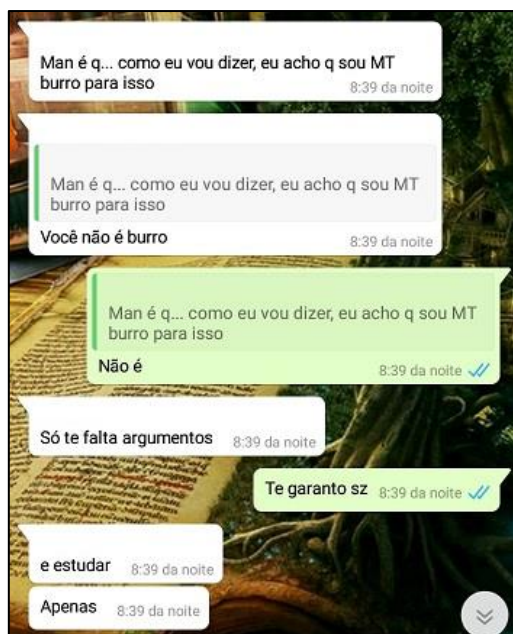 Man é q... como eu vou dizer, eu acho q sou MT
burro para isso
8:39 da noite
Man é q... como eu vou dizer, eu acho q sou MT
burro para isso
Você não é burro
8:39 da noite
Man é q... como eu vou dizer, eu acho q sou MT
burro para isso
Não é
8:39 da noite
Só te falta argumentos
8:39 da noite
Te garanto sz
8:39 da noite
e estudar
8:39 da noite
Apenas
8:39 da noite